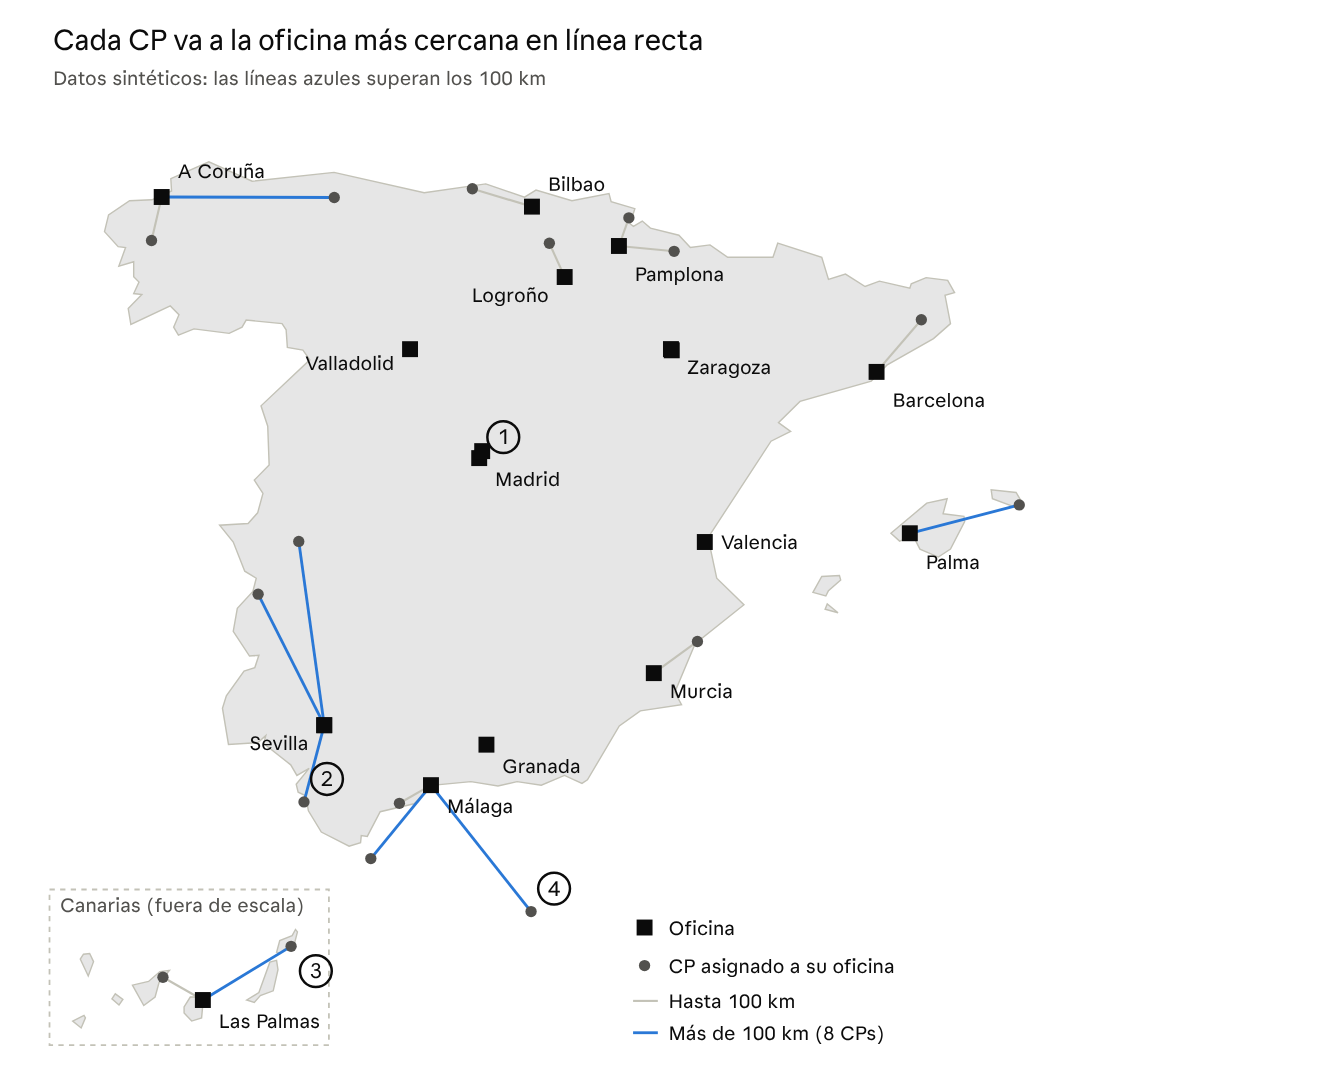 Cada CP va a la oficina más cercana en línea recta
Datos sintéticos: las líneas azules superan los 100 km
A Coruña
Bilbao
Pamplona
Logroño
Valladolid
Zaragoza
Barcelona
1
Madrid
Valencia
Palma
Murcia
Sevilla
Granada
2
Málaga
4
Canarias (fuera de escala)
3
Las Palmas
Oficina
CP asignado a su oficina
Hasta 100 km
Más de 100 km (8 CPs)